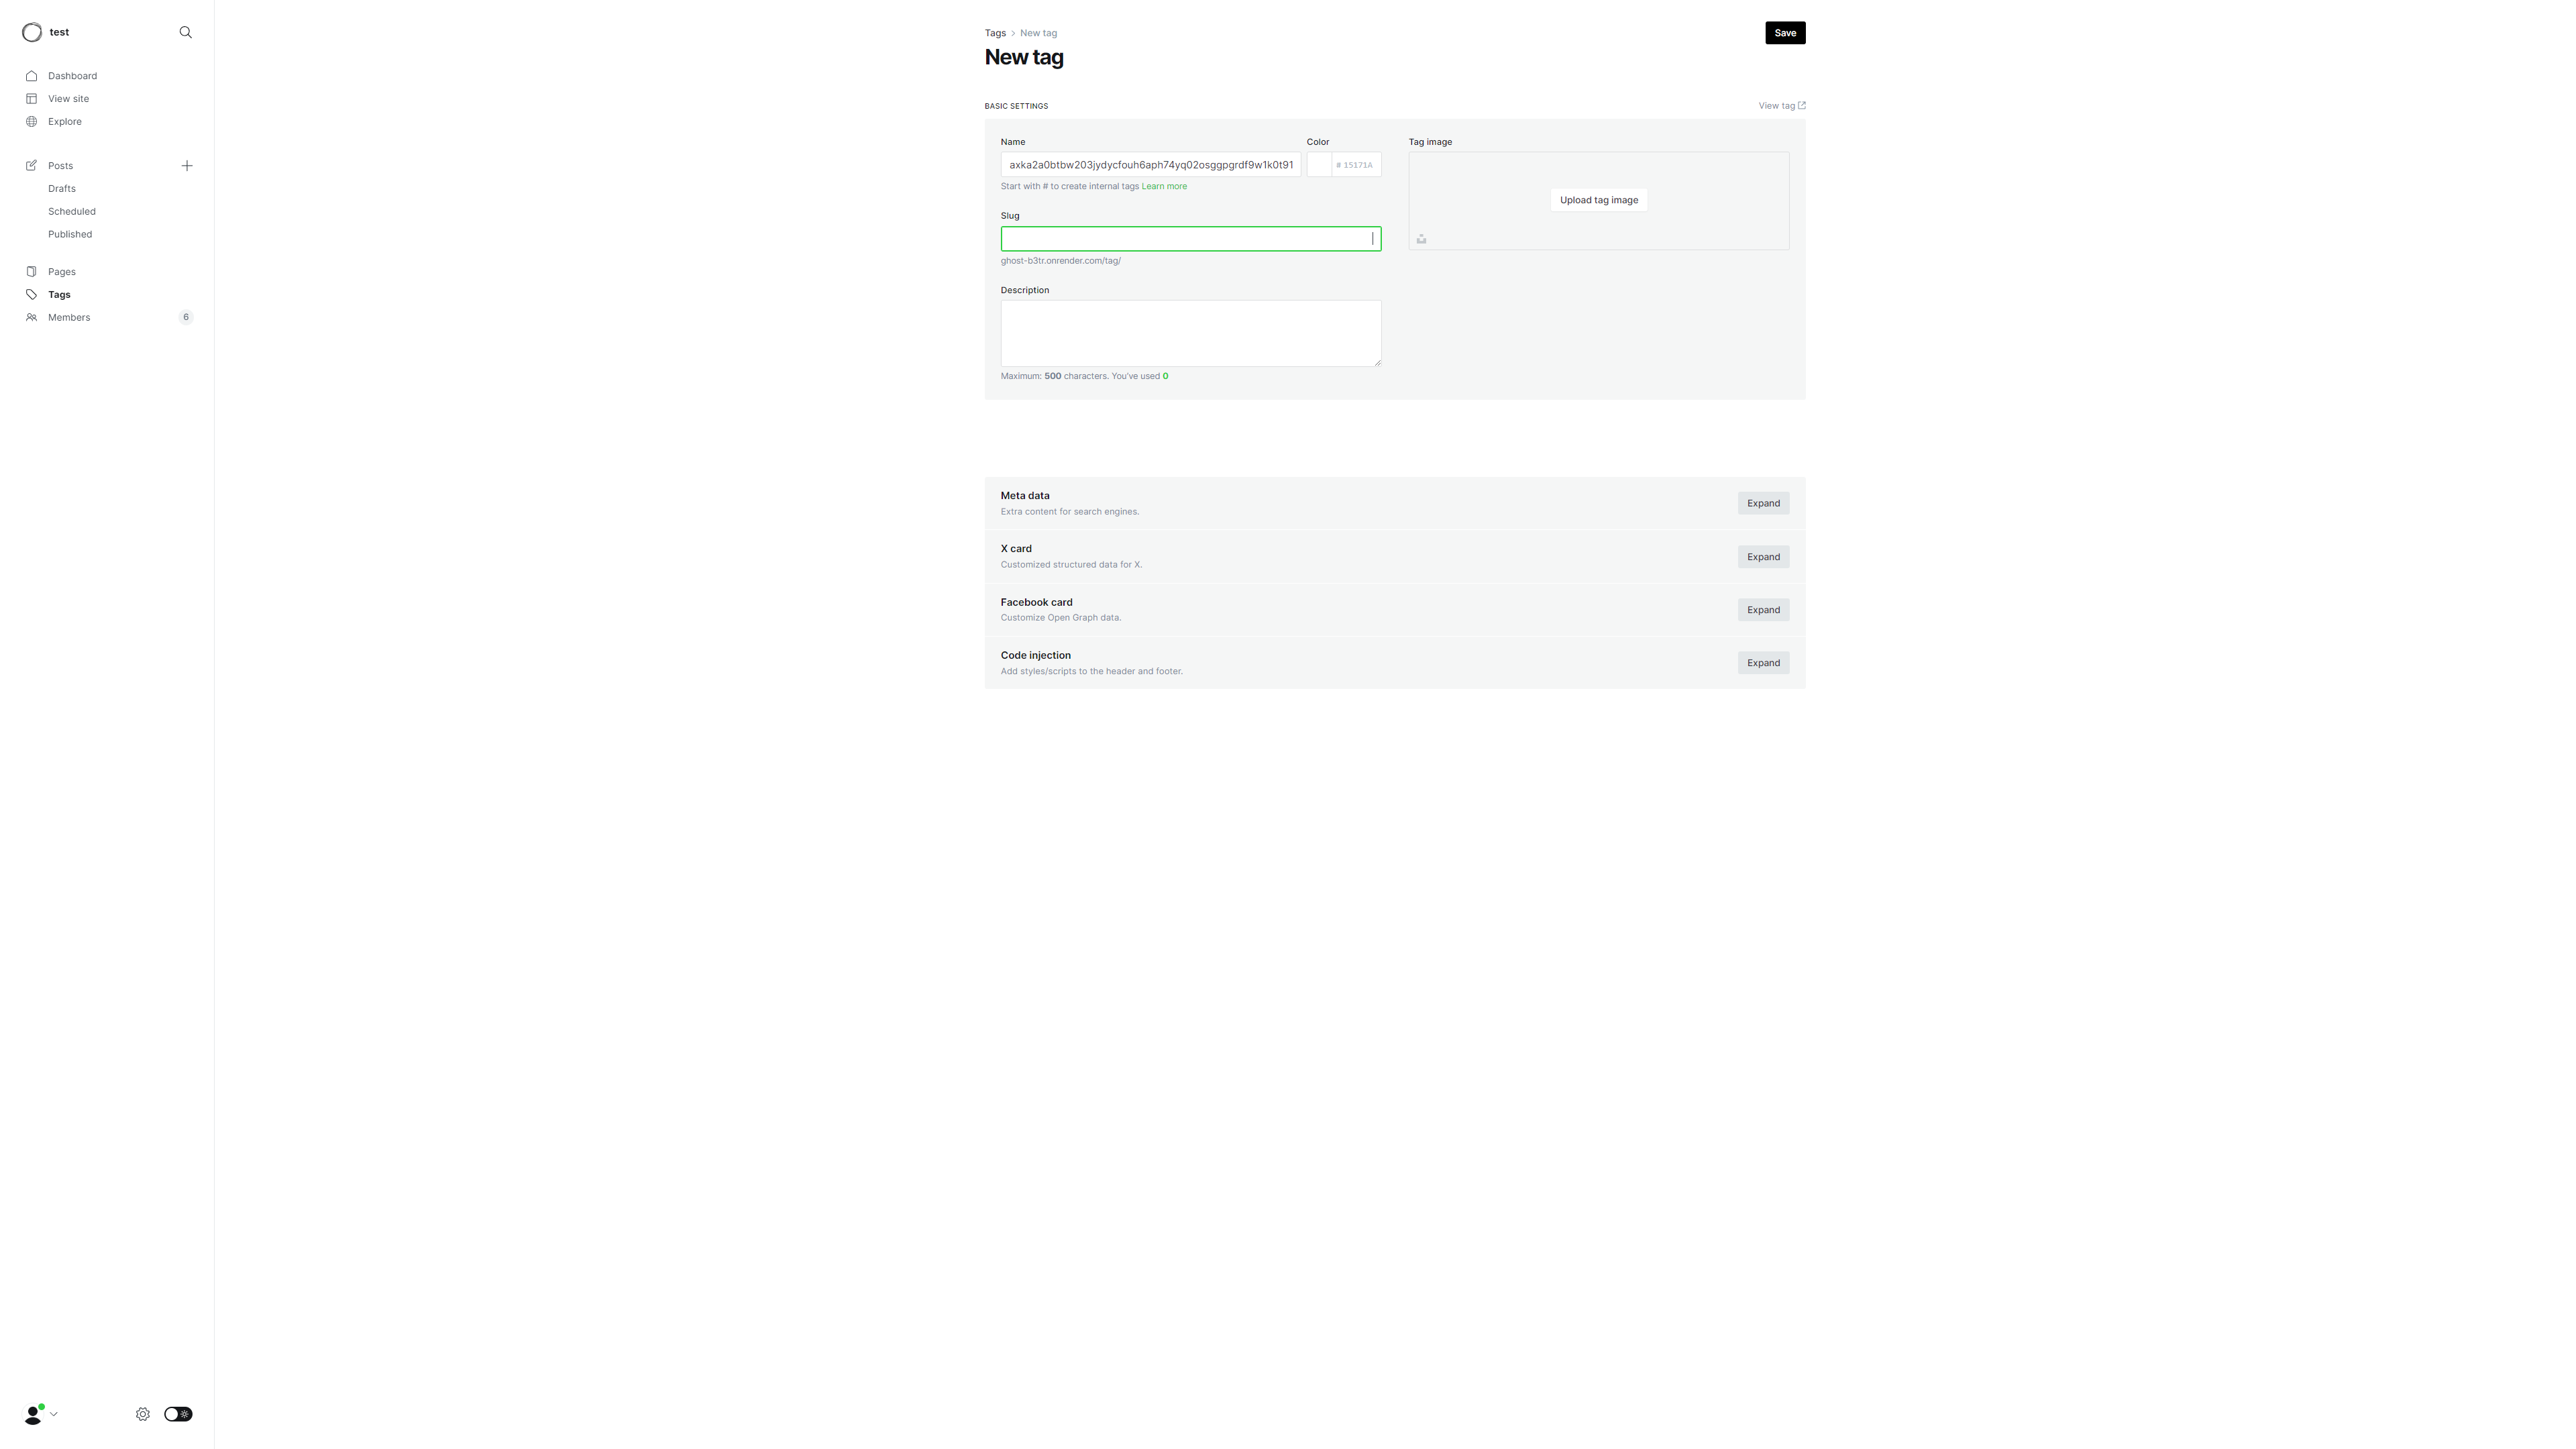 test
Dashboard
View site
Explore
Posts
Drafts
Scheduled
Published
Pages
Tags
Members 6
Tags > New tag
Save
New tag
BASIC SETTINGS
View tag
Name
Color
Tag image
axka2a0btbw203jydycfouh6aph74yq02osggpgrdf9w1k0t91
# 15171A
Start with # to create internal tags Learn more
Upload tag image
Slug
ghost-b3tr.onrender.com/tag/
Description
Maximum: 500 characters. You've used 0
Meta data
Extra content for search engines.
Expand
X card
Customized structured data for X.
Expand
Facebook card
Customize Open Graph data.
Expand
Code injection
Add styles/scripts to the header and footer.
Expand